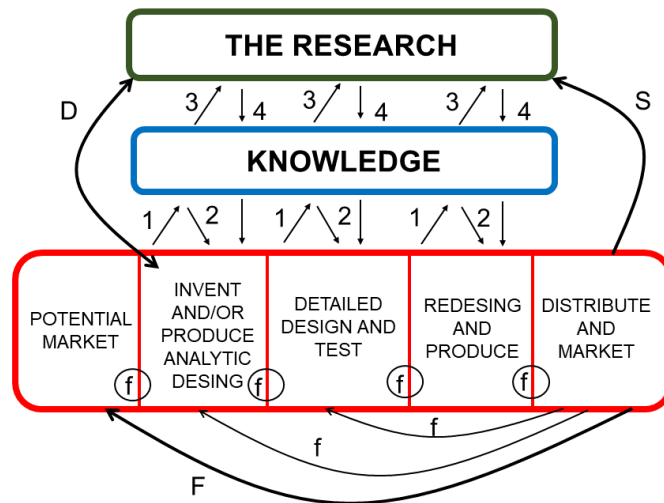 THE RESEARCH
D
S
3
4
3
4
3
4
KNOWLEDGE
1
2
1
2
1
2
POTENTIAL
MARKET
INVENT
AND/OR
PRODUCE
ANALYTIC
DESING
DETAILED
DESIGN AND
TEST
REDESING
AND
PRODUCE
DISTRIBUTE
AND
MARKET
f
f
f
f
f
f
F